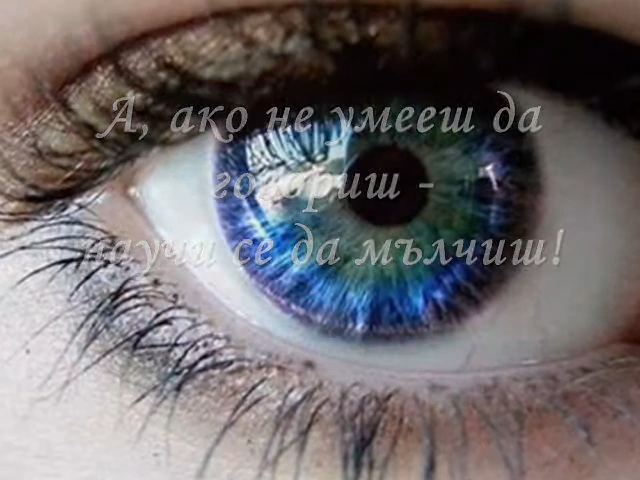 А, ако не умееш да
говориш -
научи се да мълчиш!